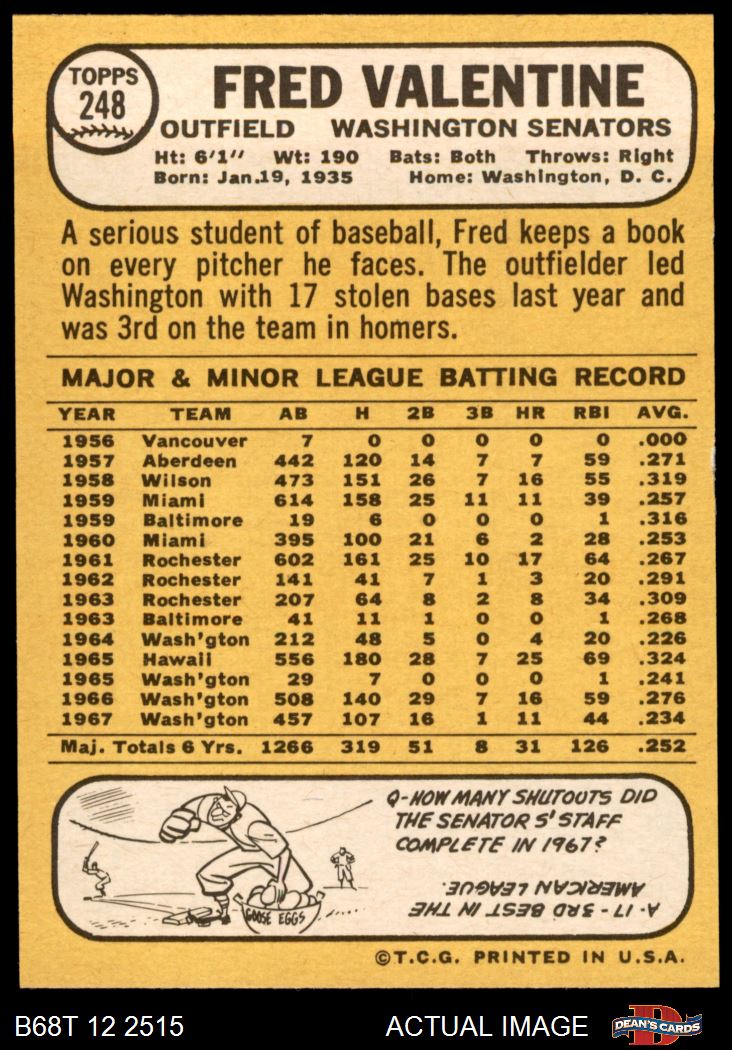 TOPPS
248
FRED VALENTINE
OUTFIELD WASHINGTON SENATORS
Ht: 6'1" Wt: 190 Bats: Both Throws: Right
Born: Jan.19, 1935 Home: Washington, D. C.
A serious student of baseball, Fred keeps a book
on every pitcher he faces. The outfielder led
Washington with 17 stolen bases last year and
was 3rd on the team in homers.
MAJOR & MINOR LEAGUE BATTING RECORD
YEAR TEAM AB H 2B 3B HR RBI AVG.
1956 Vancouver 7 0 0 0 0 0 .000
1957 Aberdeen 442 120 14 7 7 59 .271
1958 Wilson 473 151 26 7 16 55 .319
1959 Miami 614 158 25 11 11 39 .257
1959 Baltimore 19 6 0 0 0 1 .316
1960 Miami 395 100 21 6 2 28 .253
1961 Rochester 602 161 25 10 17 64 .267
1962 Rochester 141 41 7 1 3 20 .291
1963 Rochester 207 64 8 2 8 34 .309
1963 Baltimore 41 11 1 0 0 1 .268
1964 Wash'gton 212 48 5 0 4 20 .226
1965 Hawaii 556 180 28 7 25 69 .324
1965 Wash'gton 29 7 0 0 0 1 .241
1966 Wash'gton 508 140 29 7 16 59 .276
1967 Wash'gton 457 107 16 1 11 44 .234
Maj. Totals 6 Yrs. 1266 319 51 8 31 126 .252
Q-HOW MANY SHUTOUTS DID
THE SENATOR S' STAFF
COMPLETE IN 1967?
A-17 - 3RD BEST IN THE
AMERICAN LEAGUE.
GOOSE EGGS
©T.C.G. PRINTED IN U.S.A.
B68T 12 2515 ACTUAL IMAGE
D
DEAN'S CARDS